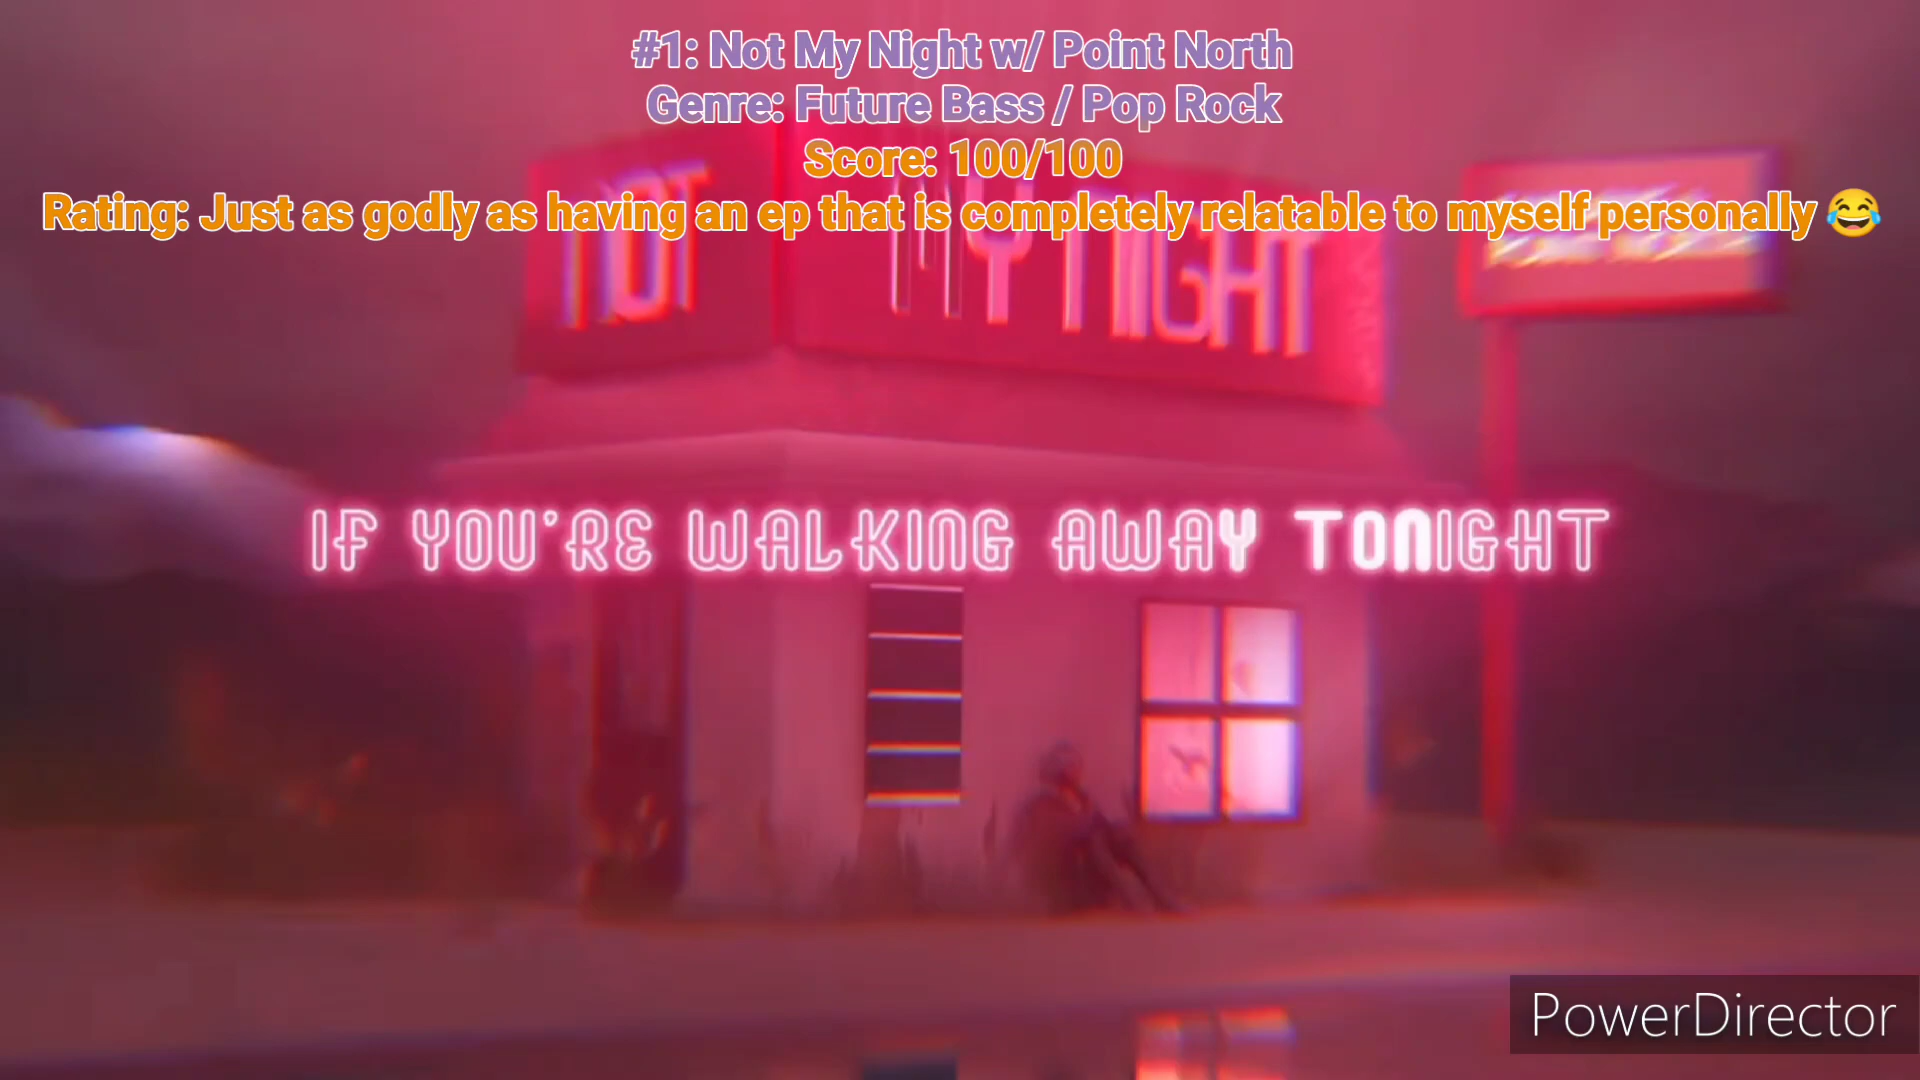 #1: Not My Night w/ Point North
Genre: Future Bass / Pop Rock
Score: 100/100
Rating: Just as godly as having an ep that is completely relatable to myself personally 😂
NOT MY NIGHT
IF YOU'RE WALKING AWAY TONIGHT
PowerDirector